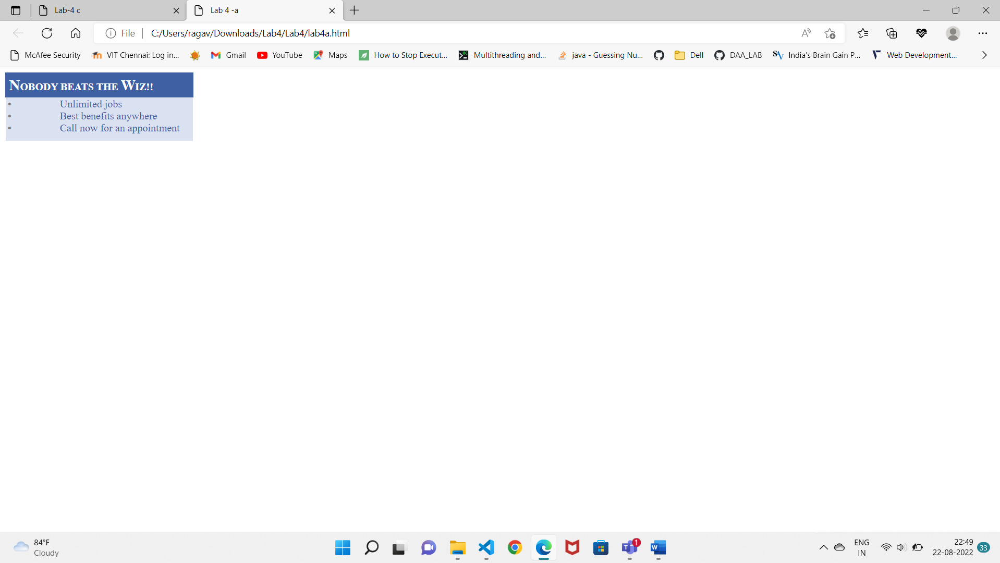 Lab-4 c
Lab 4 -a
File
C:/Users/ragav/Downloads/Lab4/Lab4/lab4a.html
McAfee Security
VIT Chennai: Log in...
Gmail
YouTube
Maps
How to Stop Execut...
Multithreading and...
java - Guessing Nu...
Dell
DAA_LAB
India's Brain Gain P...
Web Development...
NOBODY BEATS THE WIZ!!
• Unlimited jobs
• Best benefits anywhere
• Call now for an appointment
84°F
Cloudy
1
ENG
IN
22:49
22-08-2022
33